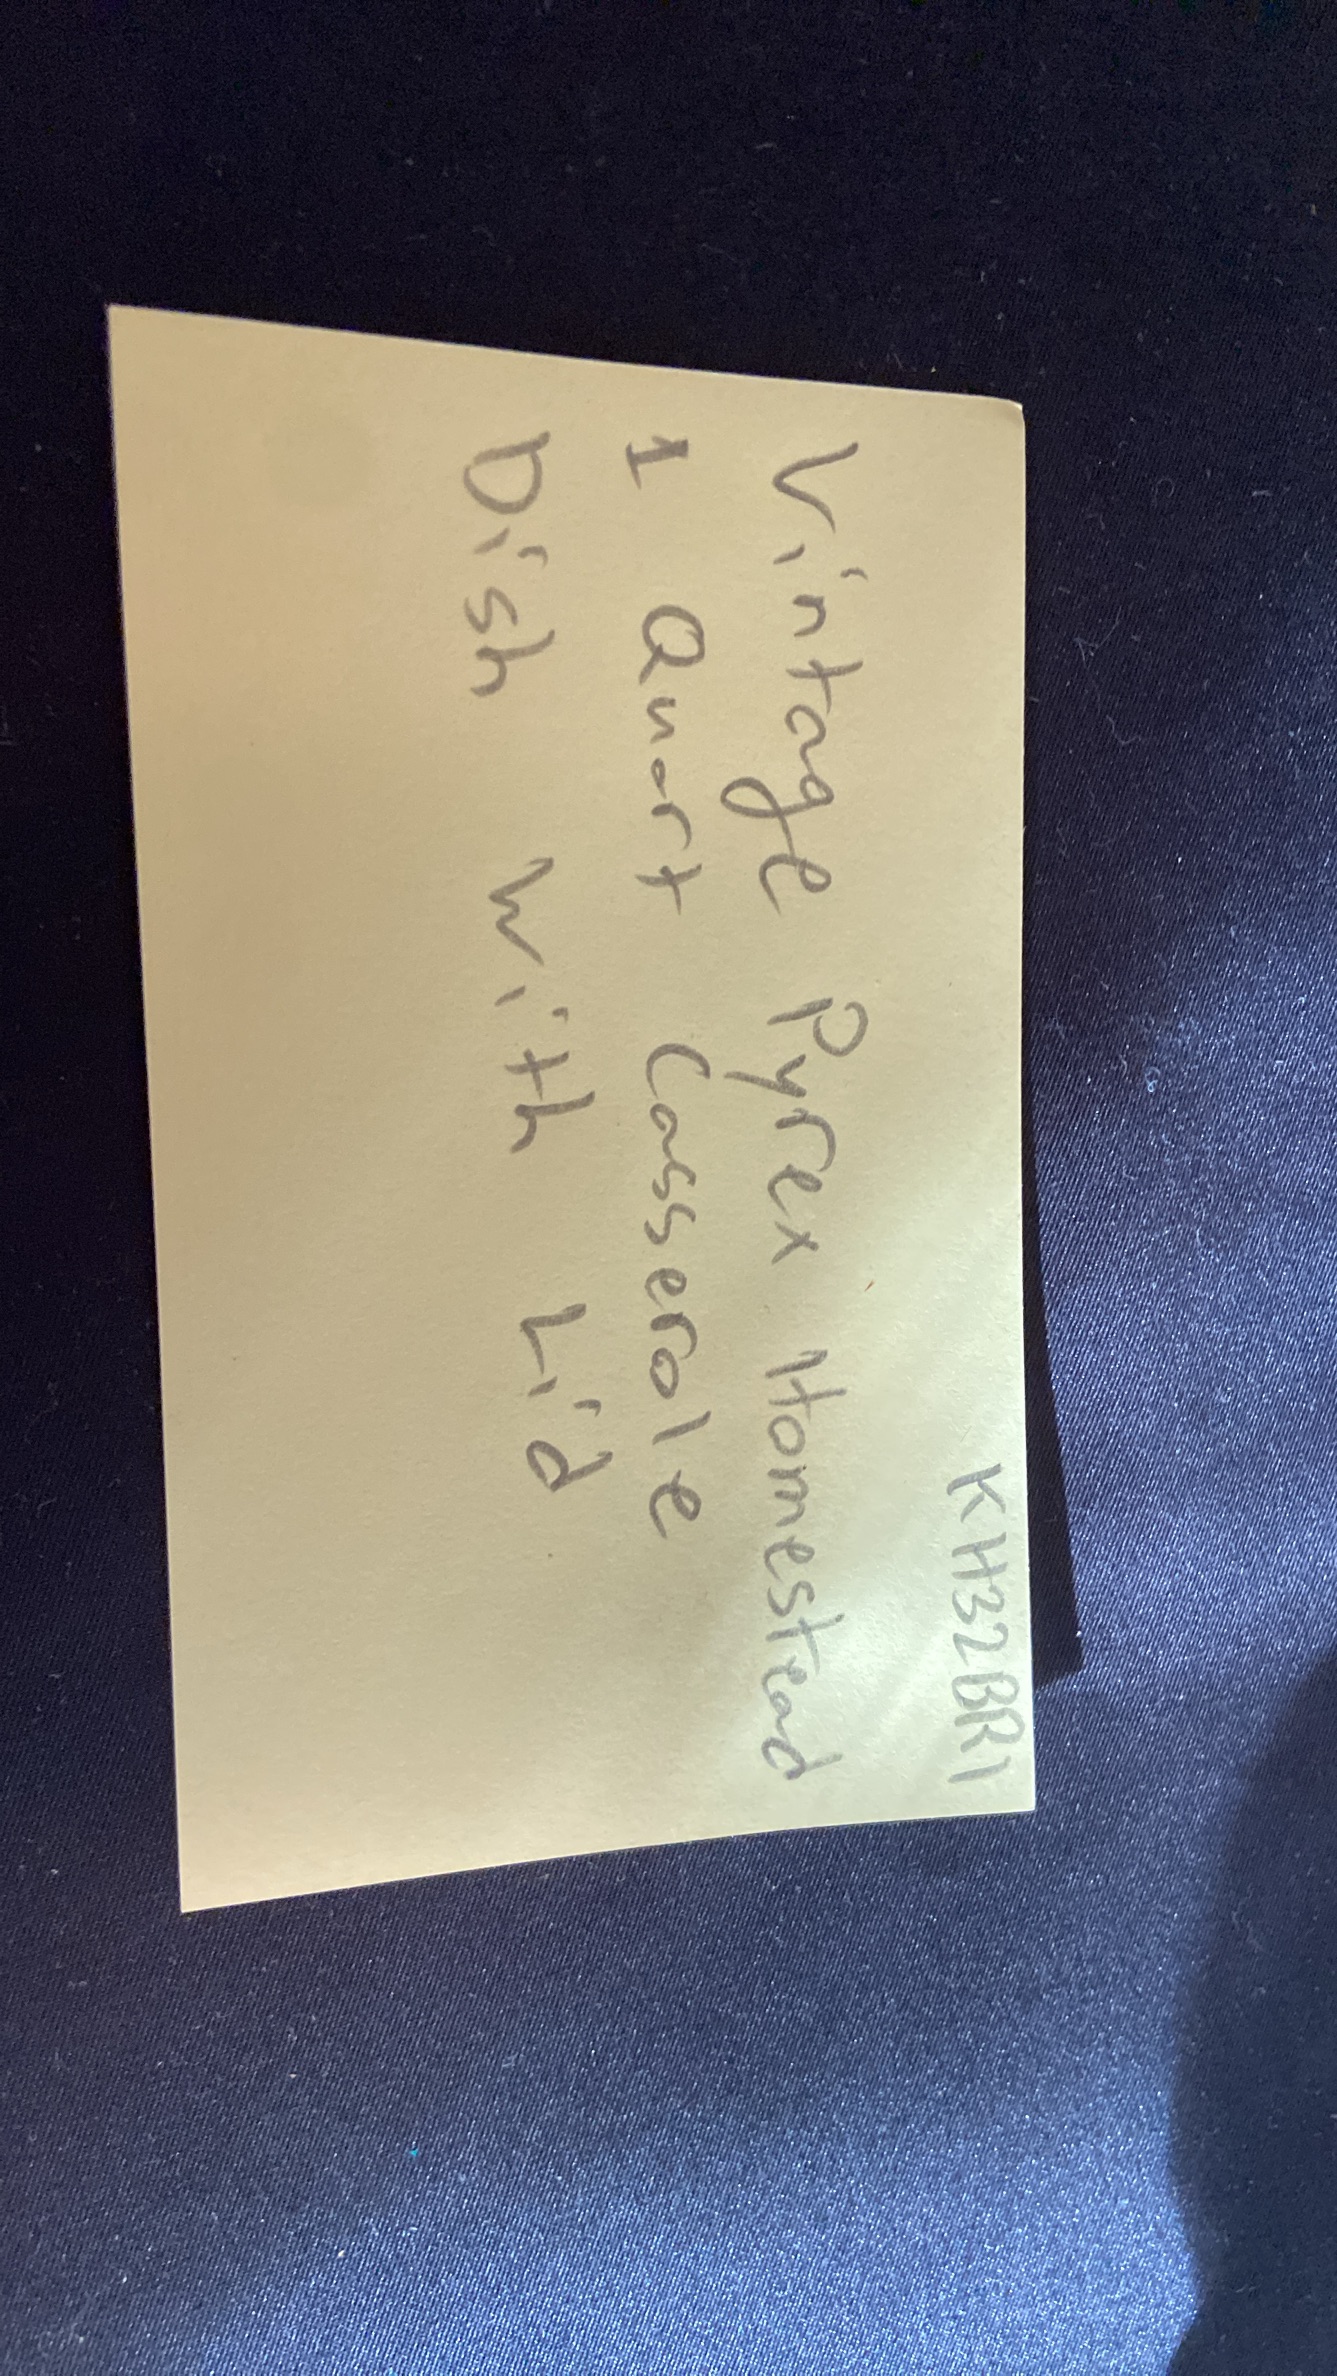 KH32BR1
Vintage Pyrex Homestead
1 Quart Casserole
Dish With Lid